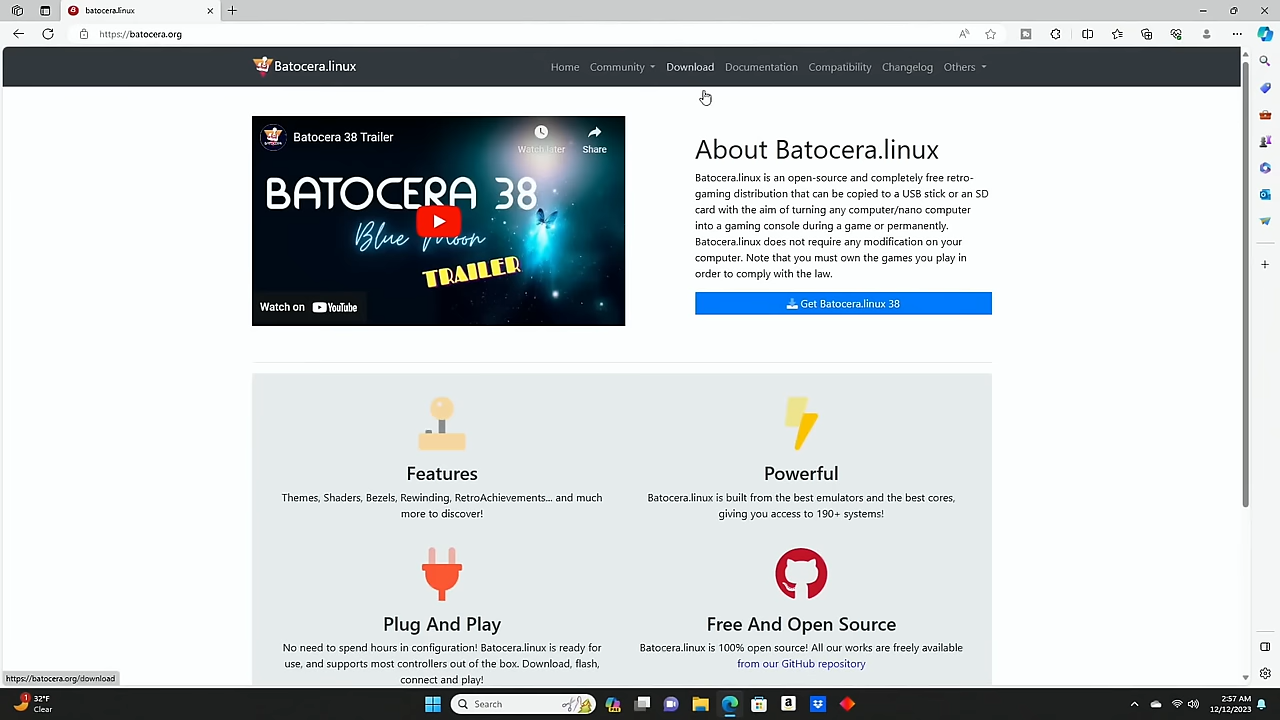 batocera.linux
https://batocera.org
Batocera.linux
Home Community Download Documentation Compatibility Changelog Others
Batocera 38 Trailer
Watch later
Share
BATOCERA 38
Blue Moon
TRAILER
Watch on YouTube
About Batocera.linux
Batocera.linux is an open-source and completely free retro-
gaming distribution that can be copied to a USB stick or an SD
card with the aim of turning any computer/nano computer
into a gaming console during a game or permanently.
Batocera.linux does not require any modification on your
computer. Note that you must own the games you play in
order to comply with the law.
Get Batocera.linux 38
Features
Themes, Shaders, Bezels, Rewinding, RetroAchievements... and much
more to discover!
Powerful
Batocera.linux is built from the best emulators and the best cores,
giving you access to 190+ systems!
Plug And Play
No need to spend hours in configuration! Batocera.linux is ready for
use, and supports most controllers out of the box. Download, flash,
connect and play!
Free And Open Source
Batocera.linux is 100% open source! All our works are freely available
from our GitHub repository
https://batocera.org/download
1
32°F
Clear
Search
2:57 AM
12/12/2023